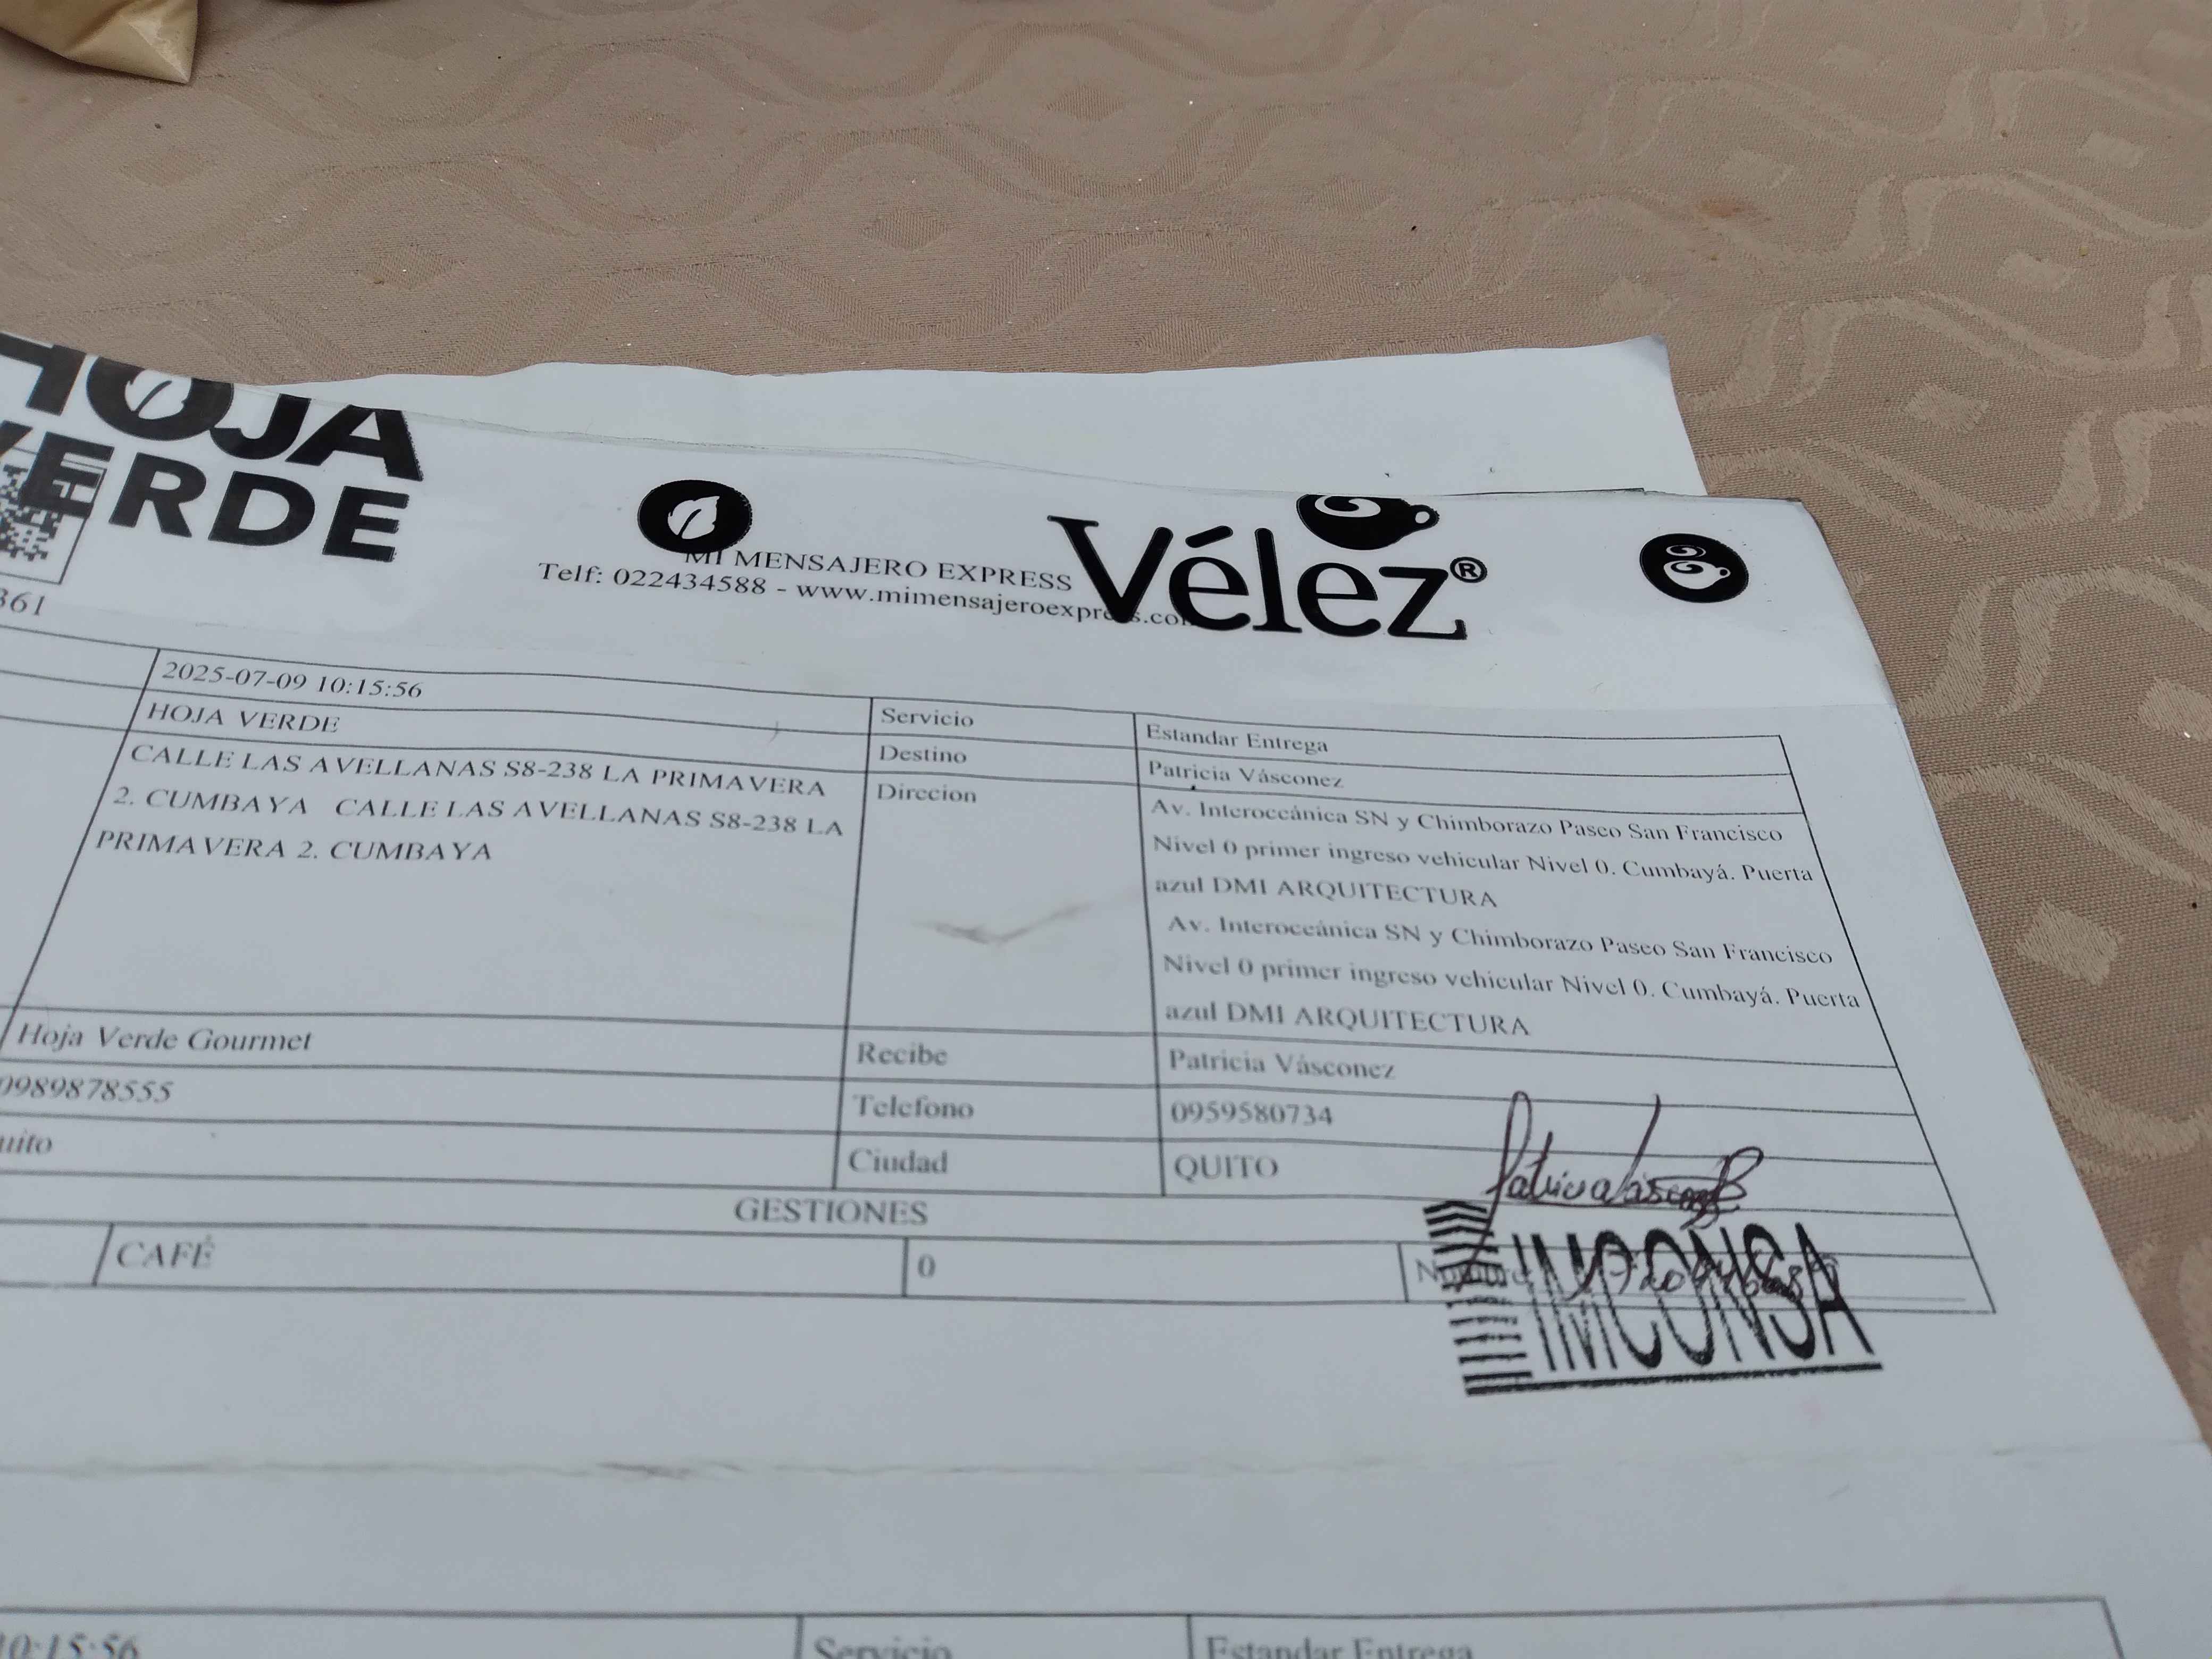 HOJA
VERDE
Vélez®
MI MENSAJERO EXPRESS
Telf: 022434588 - www.mimensajeroexpress.com
361
2025-07-09 10:15:56
Servicio
Estandar Entrega
HOJA VERDE
Destino
Patricia Vásconez
CALLE LAS AVELLANAS S8-238 LA PRIMAVERA
2. CUMBAYA CALLE LAS AVELLANAS S8-238 LA
PRIMAVERA 2. CUMBAYA
Direcion
Av. Interoceánica SN y Chimborazo Paseo San Francisco
Nivel 0 primer ingreso vehicular Nivel 0. Cumbayá. Puerta
azul DMI ARQUITECTURA
Av. Interoceánica SN y Chimborazo Paseo San Francisco
Nivel 0 primer ingreso vehicular Nivel 0. Cumbayá. Puerta
azul DMI ARQUITECTURA
Hoja Verde Gourmet
Recibe
Patricia Vásconez
0989878555
Telefono
0959580734
uito
Ciudad
QUITO
GESTIONES
CAFÉ
0
IMCONSA
10:15:56
Servicio
Estandar Entrega